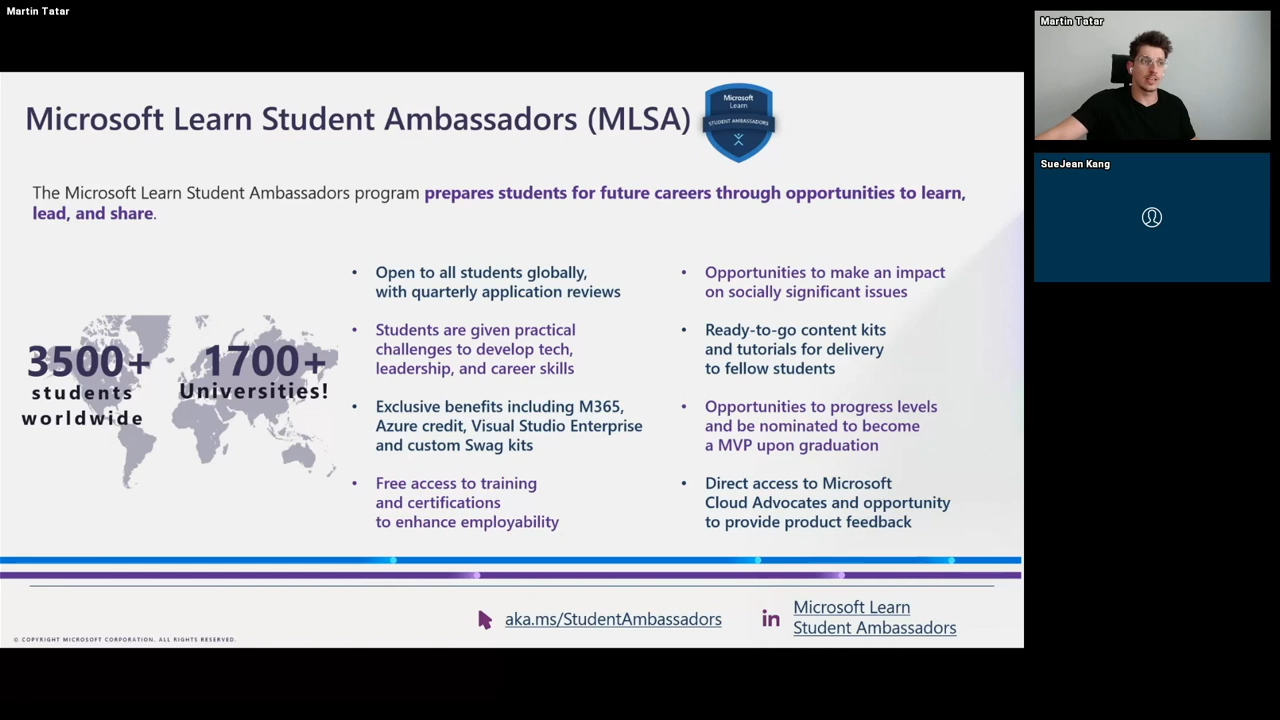 Martin Tatar
Martin Tatar
SueJean Kang
Microsoft Learn Student Ambassadors (MLSA)
Microsoft
Learn
STUDENT AMBASSADORS
The Microsoft Learn Student Ambassadors program prepares students for future careers through opportunities to learn,
lead, and share.
3500+
students
worldwide
1700+
Universities!
• Open to all students globally,
with quarterly application reviews
• Students are given practical
challenges to develop tech,
leadership, and career skills
• Exclusive benefits including M365,
Azure credit, Visual Studio Enterprise
and custom Swag kits
• Free access to training
and certifications
to enhance employability
• Opportunities to make an impact
on socially significant issues
• Ready-to-go content kits
and tutorials for delivery
to fellow students
• Opportunities to progress levels
and be nominated to become
a MVP upon graduation
• Direct access to Microsoft
Cloud Advocates and opportunity
to provide product feedback
aka.ms/StudentAmbassadors
in
Microsoft Learn
Student Ambassadors
© COPYRIGHT MICROSOFT CORPORATION. ALL RIGHTS RESERVED.